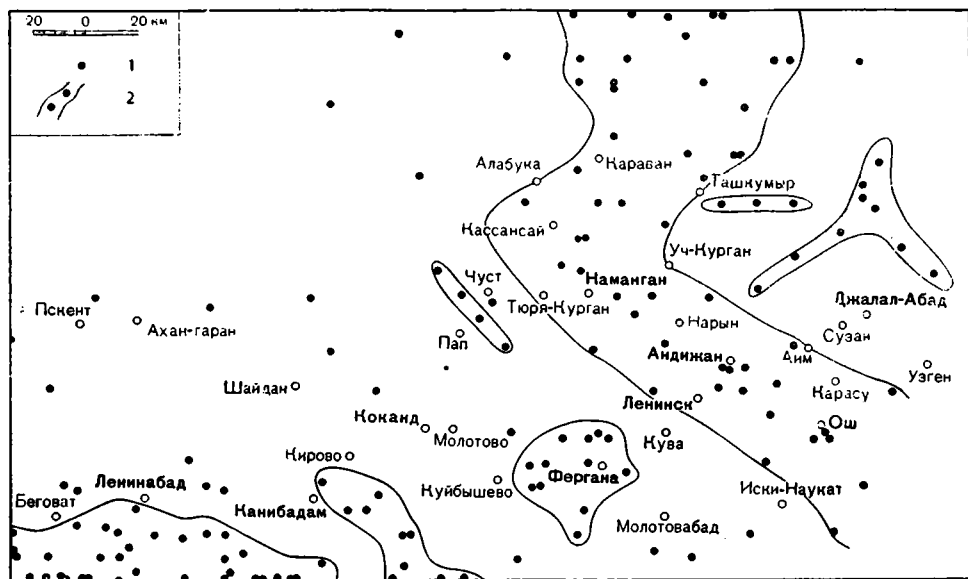 20 0 20 км
1
2
Алабука
Караван
Ташкумыр
Кассансай
Уч-Курган
Чуст
Наманган
Джалал-Абад
Пскент
Ахан-гаран
Тюря-Курган
Нарын
Сузан
Пап
Андижан
Аим
Узген
Шайдан
Карасу
Ленинск
Коканд
Молотово
Кува
Ош
Кирово
Фергана
Ленинабад
Куйбышево
Беговат
Канибадам
Иски-Наукат
Молотовабад